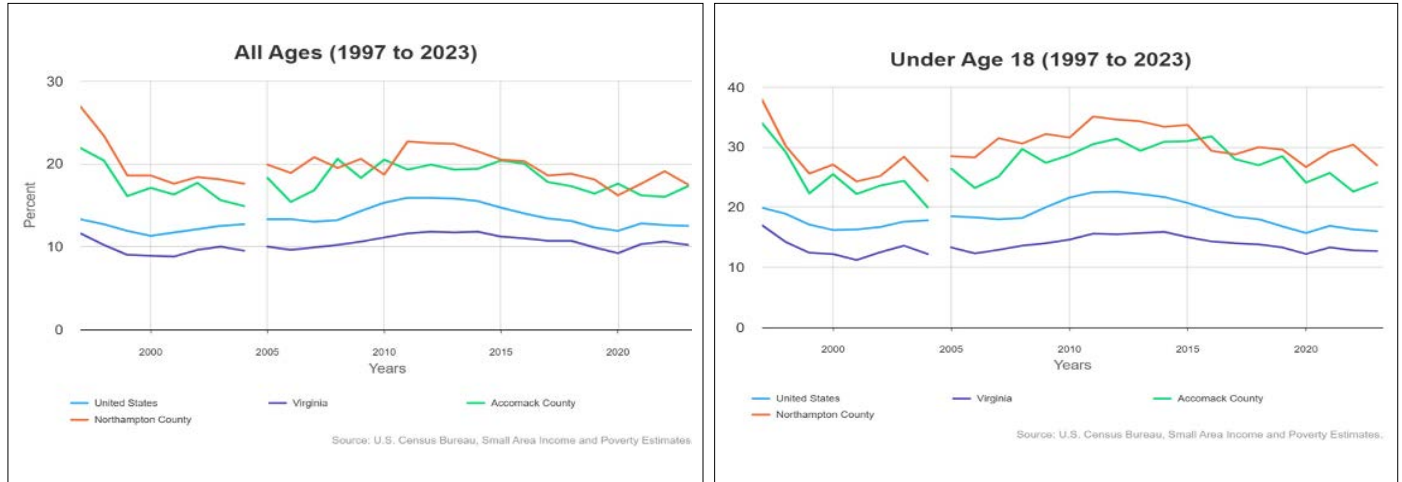 All Ages (1997 to 2023)
30
20
10
0
Percent
2000 2005 2010 2015 2020
Years
United States Virginia Accomack County
Northampton County
Source: U.S. Census Bureau, Small Area Income and Poverty Estimates
Under Age 18 (1997 to 2023)
40
30
20
10
0
2000 2005 2010 2015 2020
Years
United States Virginia Accomack County
Northampton County
Source: U.S. Census Bureau, Small Area Income and Poverty Estimates.